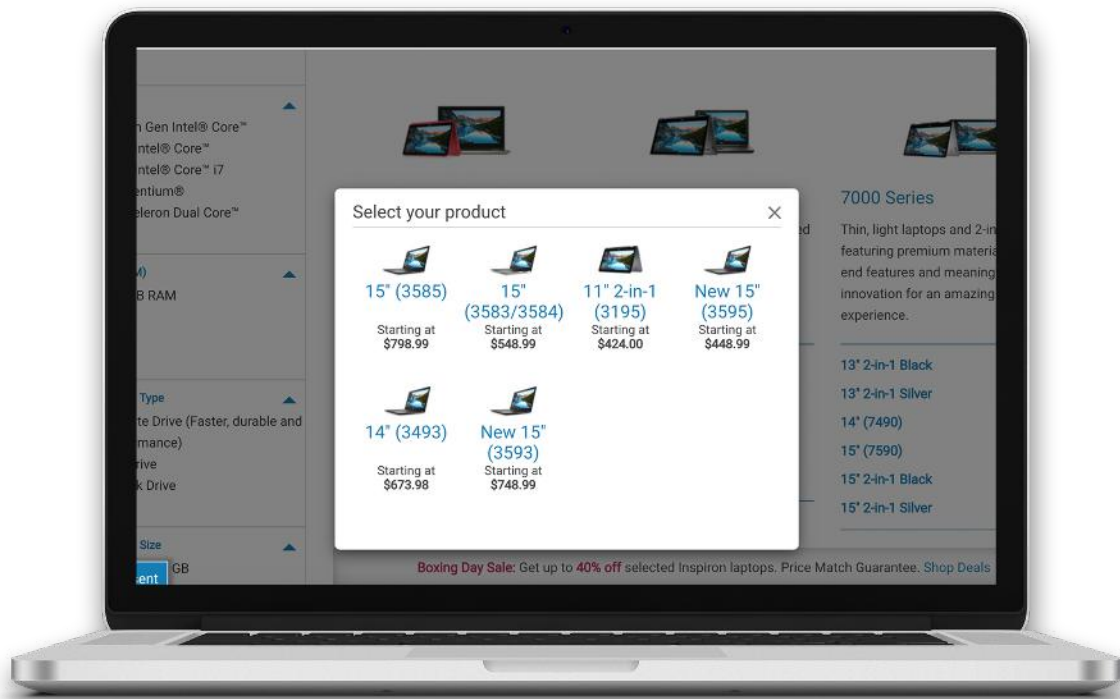 n Gen Intel® Core™
ntel® Core™
ntel® Core™ i7
entium®
eleron Dual Core™
M)
B RAM
Type
te Drive (Faster, durable and
mance)
rive
k Drive
Size
GB
sent
Select your product
15" (3585)
Starting at
$798.99
15"
(3583/3584)
Starting at
$548.99
11" 2-in-1
(3195)
Starting at
$424.00
New 15"
(3595)
Starting at
$448.99
14" (3493)
Starting at
$673.98
New 15"
(3593)
Starting at
$748.99
ed
7000 Series
Thin, light laptops and 2-in
featuring premium materia
end features and meaning
innovation for an amazing
experience.
13" 2-in-1 Black
13" 2-in-1 Silver
14" (7490)
15" (7590)
15" 2-in-1 Black
15" 2-in-1 Silver
Boxing Day Sale: Get up to 40% off selected Inspiron laptops. Price Match Guarantee. Shop Deals